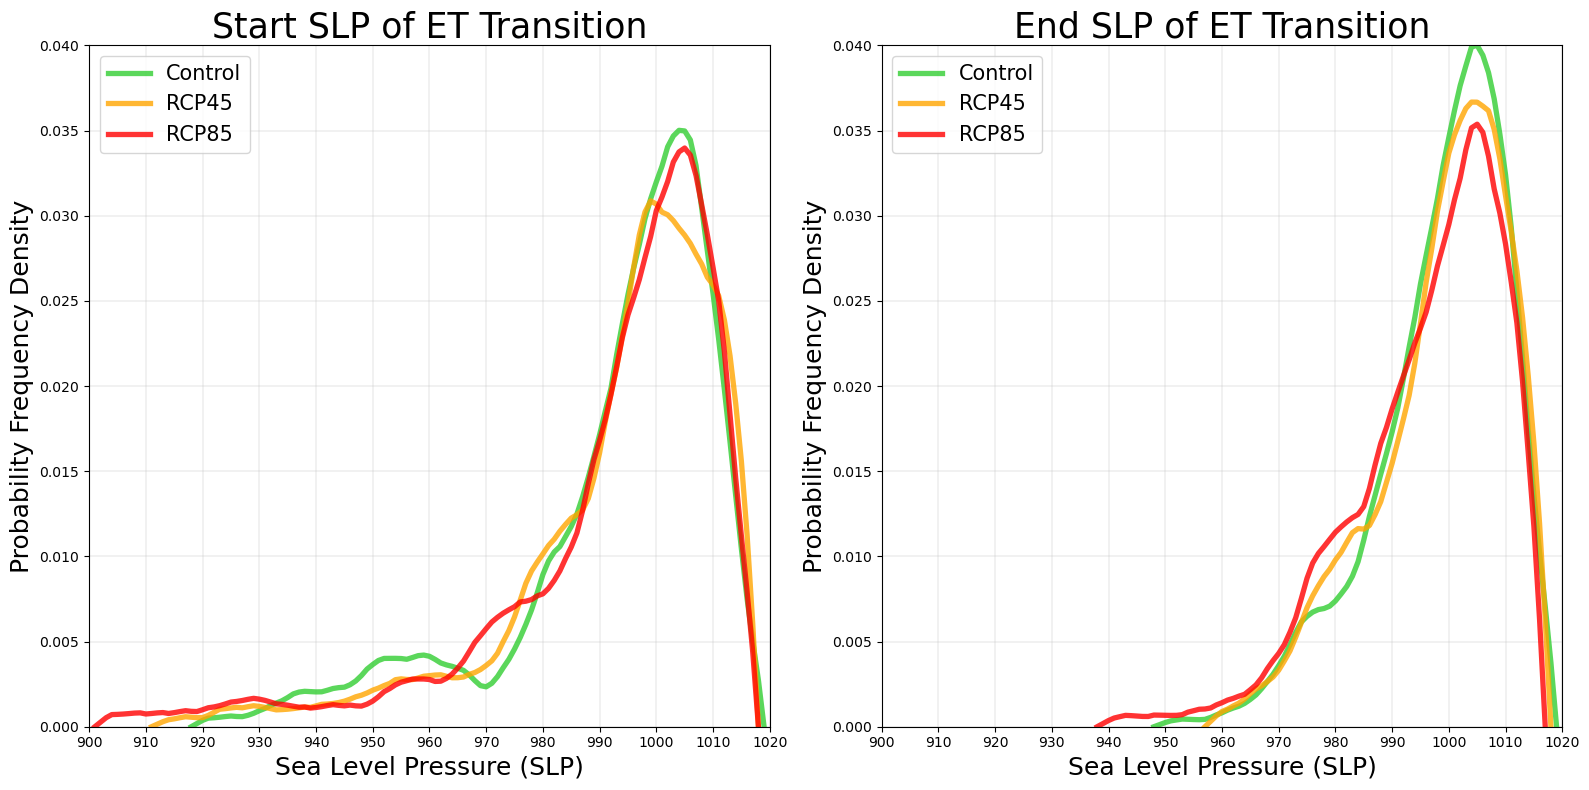 Start SLP of ET Transition
Control
RCP45
RCP85
0.040
0.035
0.030
0.025
0.020
0.015
0.010
0.005
0.000
Probability Frequency Density
900 910 920 930 940 950 960 970 980 990 1000 1010 1020
Sea Level Pressure (SLP)
End SLP of ET Transition
Control
RCP45
RCP85
0.040
0.035
0.030
0.025
0.020
0.015
0.010
0.005
0.000
Probability Frequency Density
900 910 920 930 940 950 960 970 980 990 1000 1010 1020
Sea Level Pressure (SLP)